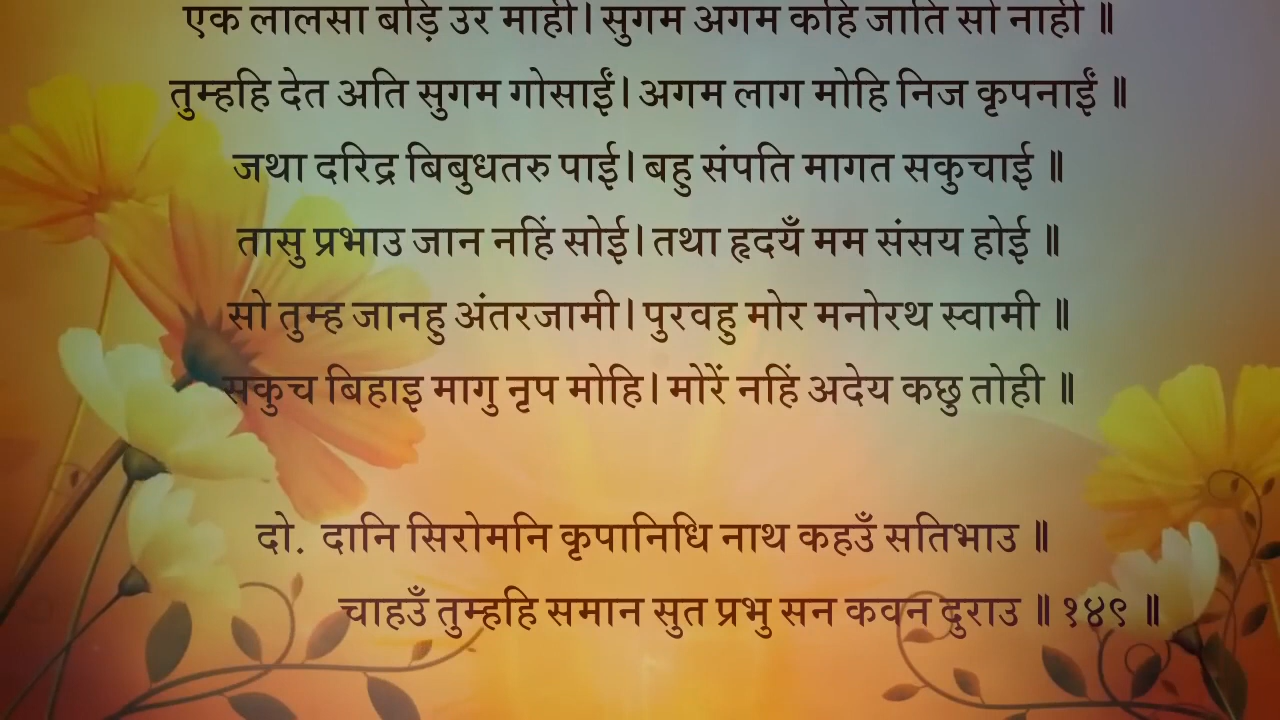 एक लालसा बड़ि उर माहीं। सुगम अगम कहि जाति सो नाहीं ॥
तुम्हहि देत अति सुगम गोसाईं। अगम लाग मोहि निज कृपनाईं ॥
जथा दरिद्र बिबुधतरु पाई। बहु संपति मागत सकुचाई ॥
तासु प्रभाउ जान नहिं सोई। तथा हृदयँ मम संसय होई ॥
सो तुम्ह जानहु अंतरजामी। पुरवहु मोर मनोरथ स्वामी ॥
सकुच बिहाइ मागु नृप मोहि। मोरें नहिं अदेय कछु तोही ॥
दो. दानि सिरोमनि कृपानिधि नाथ कहउँ सतिभाउ ॥
चाहउँ तुम्हहि समान सुत प्रभु सन कवन दुराउ ॥ १४९ ॥